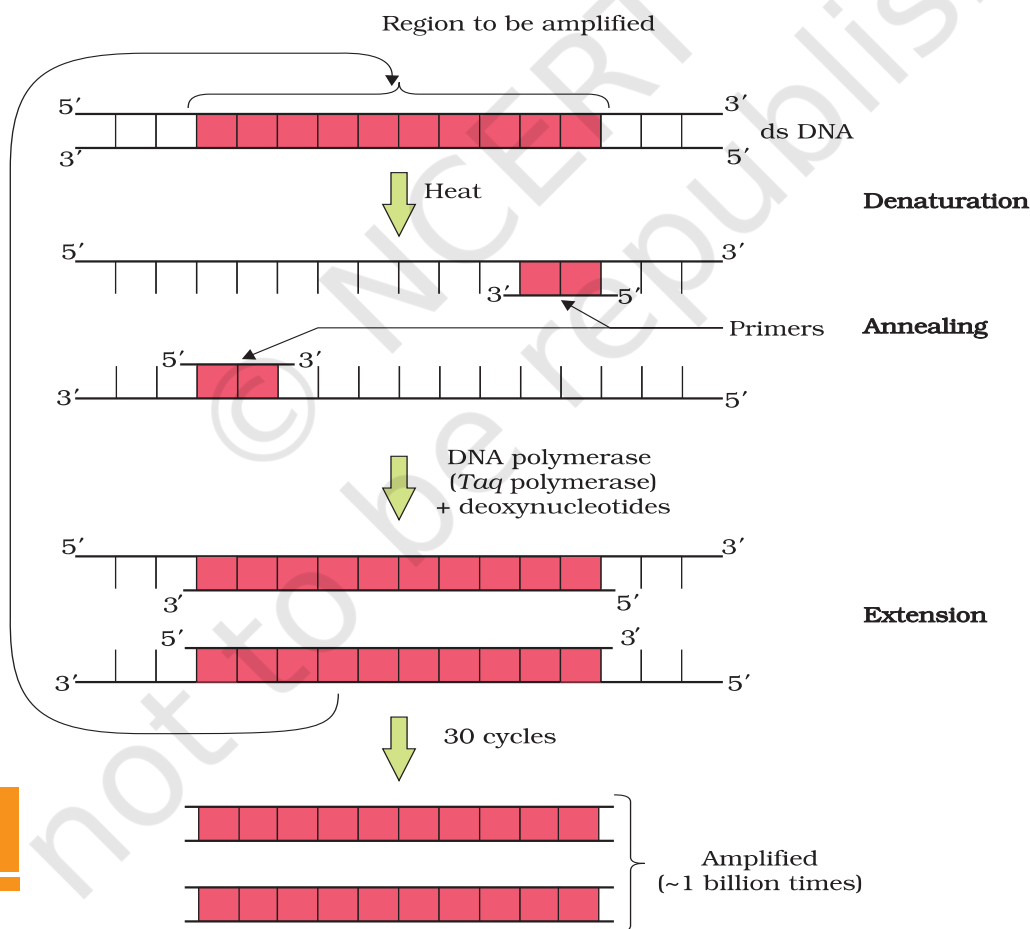 Region to be amplified
5′ 3′
ds DNA
3′ 5′
Heat
Denaturation
5′ 3′
3′ 5′
Primers Annealing
5′ 3′
3′ 5′
DNA polymerase
(Taq polymerase)
+ deoxynucleotides
5′ 3′
3′ 5′
Extension
5′ 3′
3′ 5′
30 cycles
Amplified
(~1 billion times)
© NCERT
not to be republis